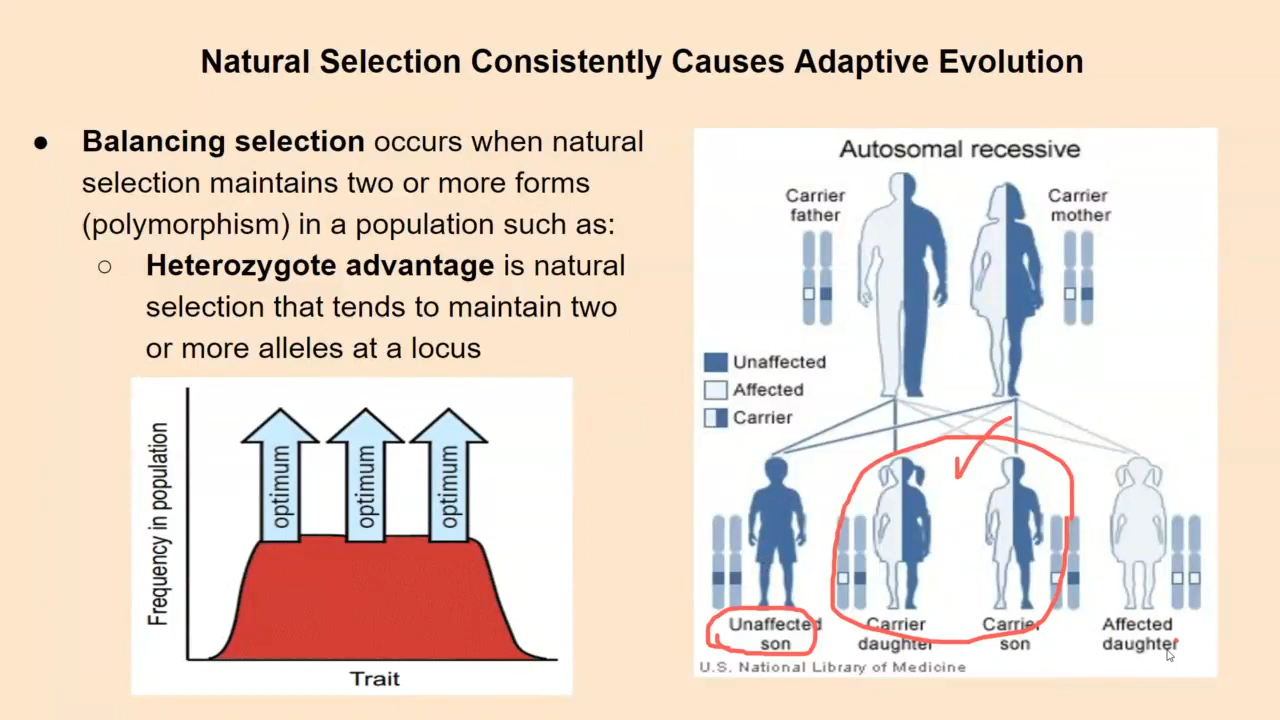 Natural Selection Consistently Causes Adaptive Evolution
● Balancing selection occurs when natural
selection maintains two or more forms
(polymorphism) in a population such as:
○ Heterozygote advantage is natural
selection that tends to maintain two
or more alleles at a locus
Frequency in population
optimum
optimum
optimum
Trait
Autosomal recessive
Carrier
father
Carrier
mother
Unaffected
Affected
Carrier
Unaffected
son
Carrier
daughter
Carrier
son
Affected
daughter
U.S. National Library of Medicine